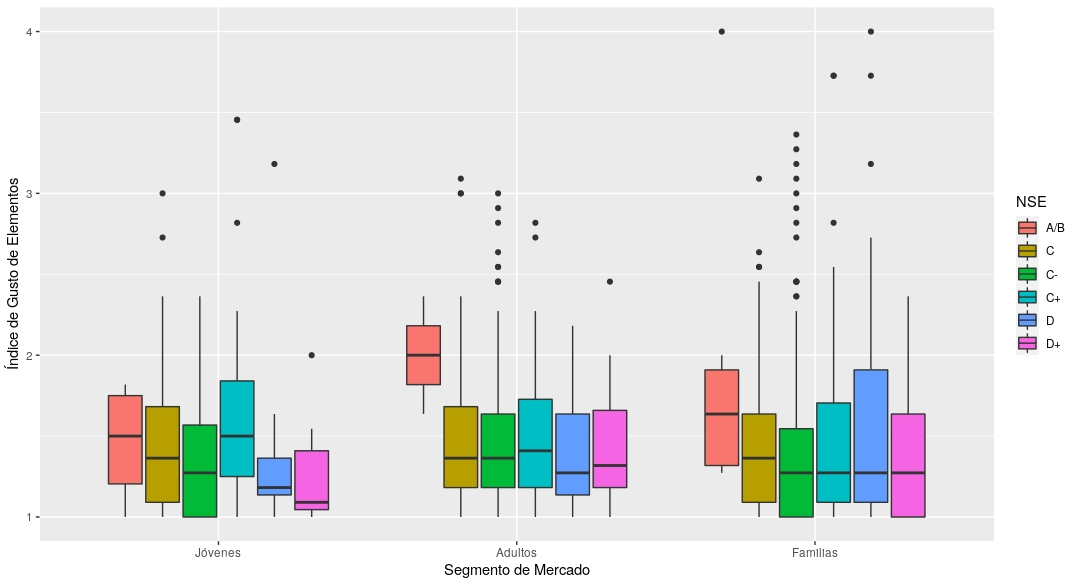 Índice de Gusto de Elementos
4
3
2
1
Jóvenes
Adultos
Familias
Segmento de Mercado
NSE
A/B
C
C-
C+
D
D+